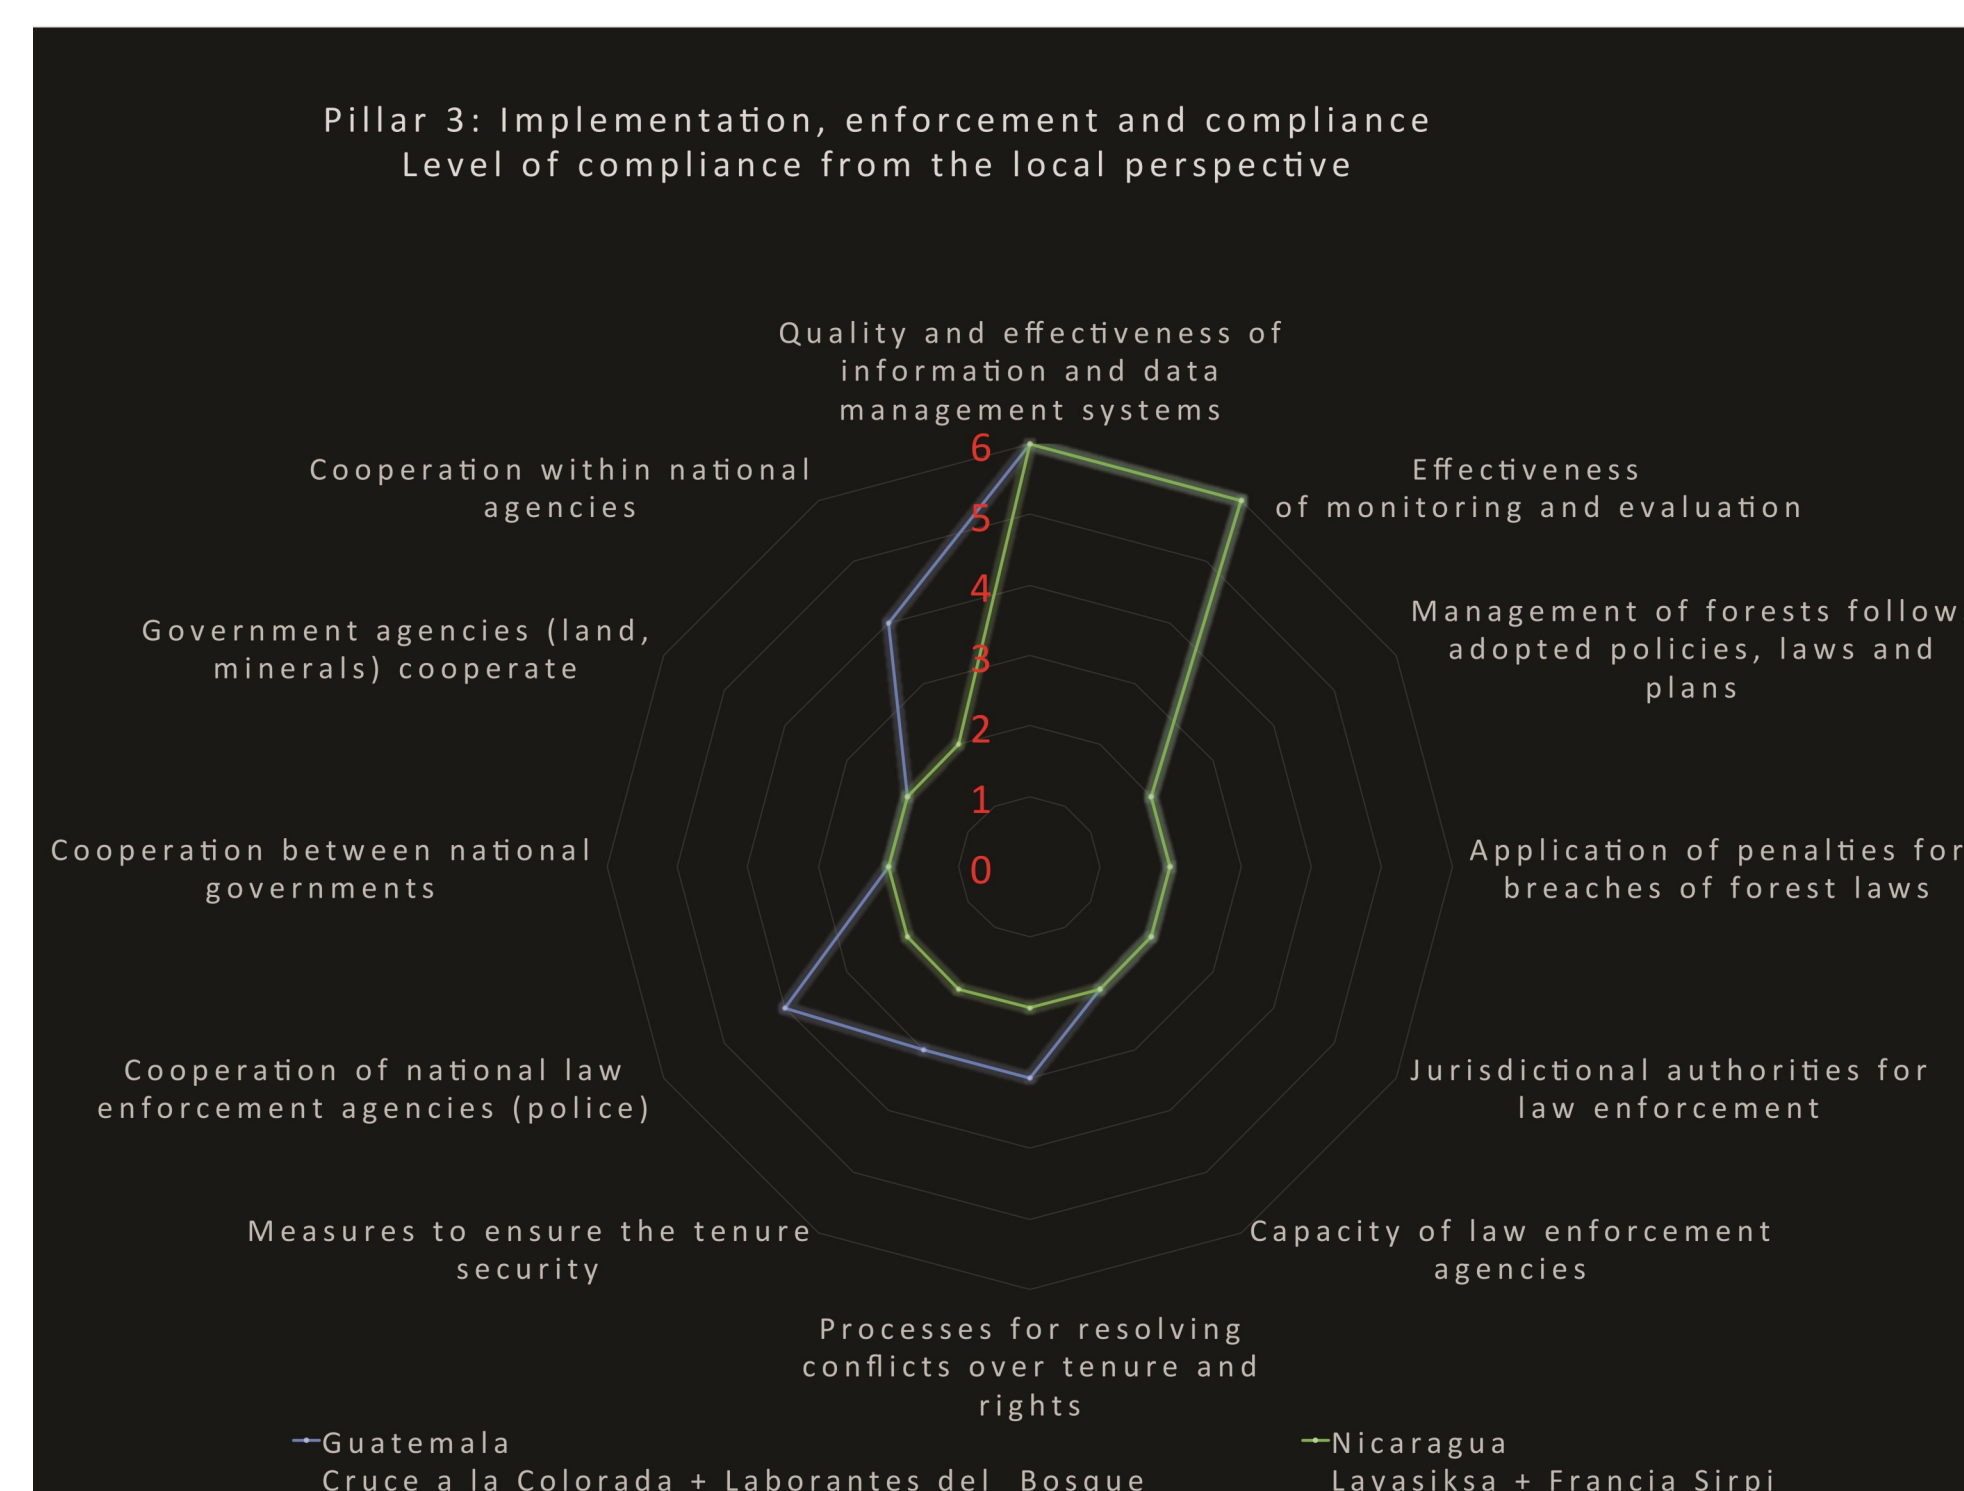 Pillar 3: Implementation, enforcement and compliance
Level of compliance from the local perspective
Quality and effectiveness of
information and data
management systems
Effectiveness
of monitoring and evaluation
Management of forests follow
adopted policies, laws and
plans
Application of penalties for
breaches of forest laws
Jurisdictional authorities for
law enforcement
Capacity of law enforcement
agencies
Processes for resolving
conflicts over tenure and
rights
Measures to ensure the tenure
security
Cooperation of national law
enforcement agencies (police)
Cooperation between national
governments
Government agencies (land,
minerals) cooperate
Cooperation within national
agencies
6
5
4
3
2
1
0
Guatemala
Cruce a la Colorada + Laborantes del Bosque
Nicaragua
Layasiksa + Francia Sirpi